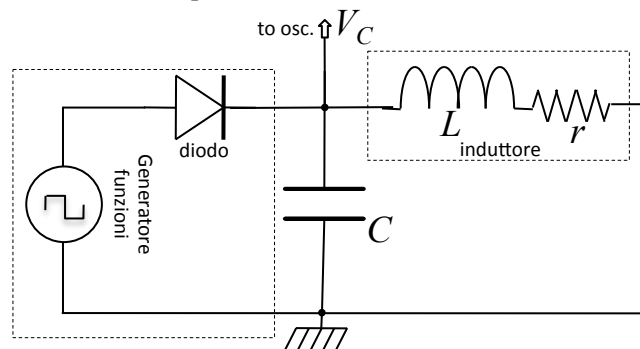 to osc. V_C
diodo
L
r
induttore
Generatore
funzioni
C